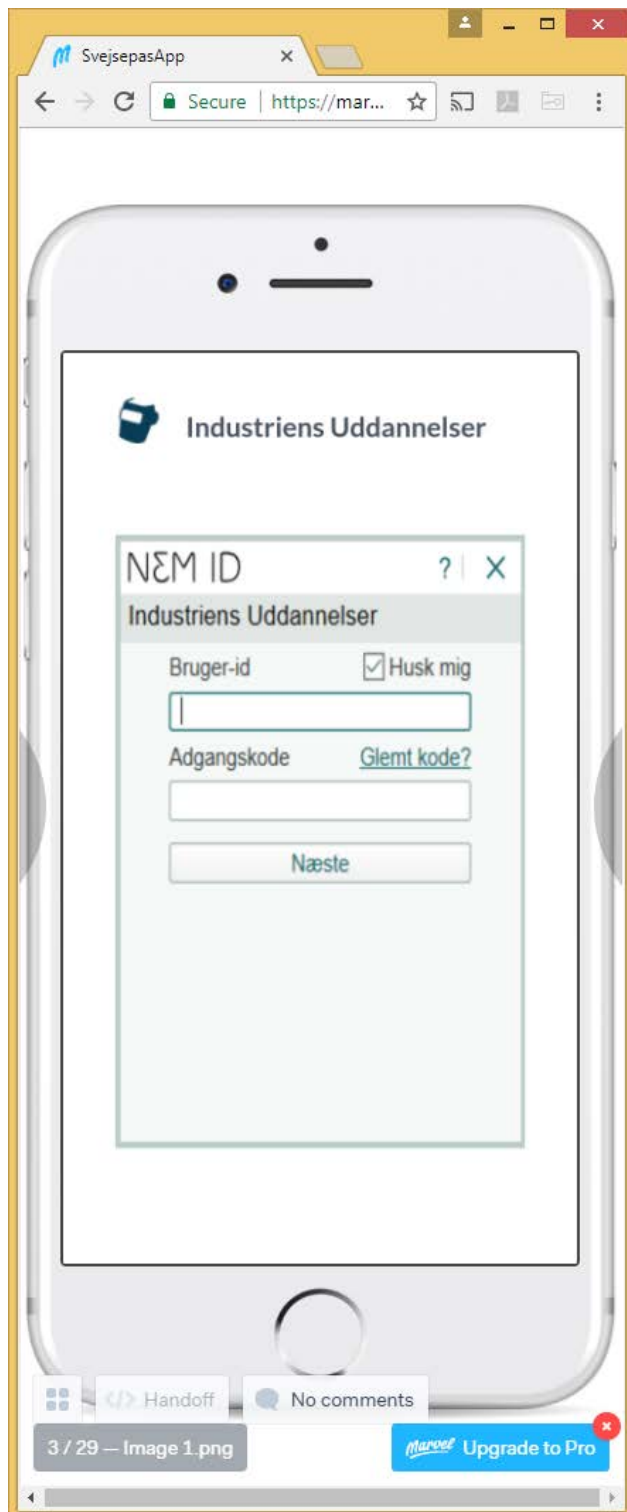 SvejsepasApp
Secure | https://mar...
Industriens Uddannelser
NEM ID ? X
Industriens Uddannelser
Bruger-id Husk mig
Adgangskode Glemt kode?
Næste
</> Handoff No comments
3 / 29 — Image 1.png Marvel Upgrade to Pro